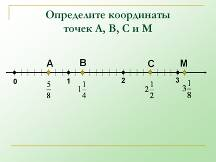 Определите координаты
точек А, В, С и М
А В С М
0 1 2 3
5/8 1 1/4 2 1/2 3 1/8